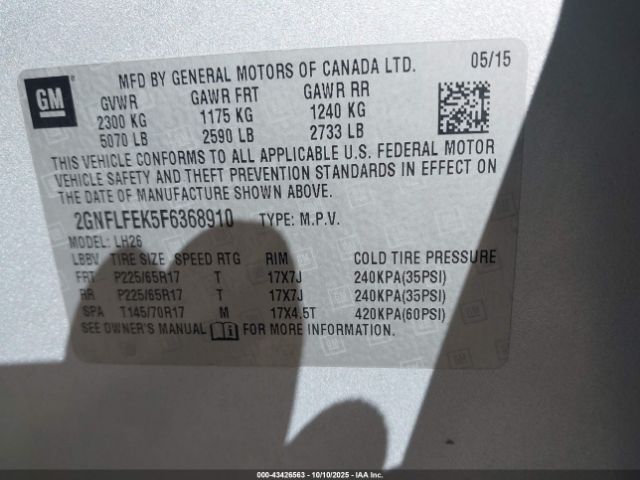 GM
MFD BY GENERAL MOTORS OF CANADA LTD. 05/15
GVWR GAWR FRT GAWR RR
2300 KG 1175 KG 1240 KG
5070 LB 2590 LB 2733 LB
THIS VEHICLE CONFORMS TO ALL APPLICABLE U.S. FEDERAL MOTOR
VEHICLE SAFETY AND THEFT PREVENTION STANDARDS IN EFFECT ON
THE DATE OF MANUFACTURE SHOWN ABOVE.
2GNFLFEK5F6368910 TYPE: M.P.V.
MODEL: LH26
LBBV TIRE SIZE SPEED RTG RIM COLD TIRE PRESSURE
FRT P225/65R17 T 17X7J 240KPA(35PSI)
RR P225/65R17 T 17X7J 240KPA(35PSI)
SPA T145/70R17 M 17X4.5T 420KPA(60PSI)
SEE OWNER'S MANUAL FOR MORE INFORMATION.
000-43426563 - 10/10/2025 - IAAI.COM